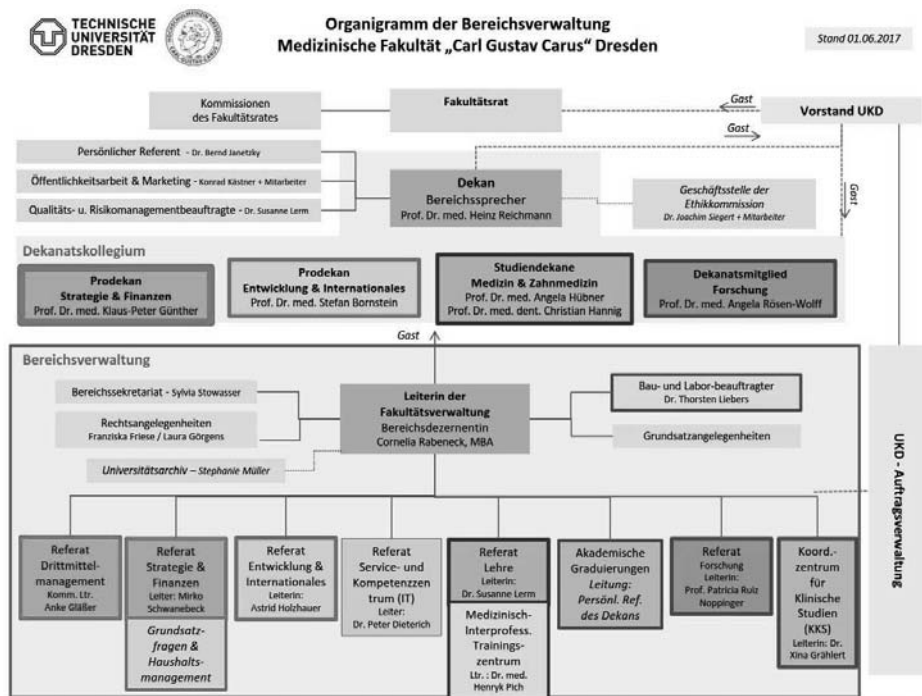 TECHNISCHE
UNIVERSITÄT
DRESDEN
Organigramm der Bereichsverwaltung
Medizinische Fakultät „Carl Gustav Carus“ Dresden
Stand 01.06.2017
Kommissionen
des Fakultätsrates
Fakultätsrat
Gast
Vorstand UKD
Gast
Persönlicher Referent - Dr. Bernd Janetzky
Öffentlichkeitsarbeit & Marketing - Konrad Kästner + Mitarbeiter
Qualitäts- u. Risikomanagementbeauftragte - Dr. Susanne Lerm
Dekan
Bereichssprecher
Prof. Dr. med. Heinz Reichmann
Geschäftsstelle der
Ethikkommission
Dr. Joachim Siegert + Mitarbeiter
Gast
Dekanatskollegium
Prodekan
Strategie & Finanzen
Prof. Dr. med. Klaus-Peter Günther
Prodekan
Entwicklung & Internationales
Prof. Dr. med. Stefan Bornstein
Studiendekane
Medizin & Zahnmedizin
Prof. Dr. med. Angela Hübner
Prof. Dr. med. dent. Christian Hannig
Dekanatsmitglied
Forschung
Prof. Dr. med. Angela Rösen-Wolff
Gast
Bereichsverwaltung
Bereichssekretariat - Sylvia Stowasser
Rechtsangelegenheiten
Franziska Friese / Laura Görgens
Universitätsarchiv – Stephanie Müller
Leiterin der
Fakultätsverwaltung
Bereichsdezernentin
Cornelia Rabeneck, MBA
Bau- und Labor-beauftragter
Dr. Thorsten Liebers
Grundsatzangelegenheiten
UKD - Auftragsverwaltung
Referat
Drittmittel-
management
Komm. Ltr.
Anke Gläßer
Referat
Strategie &
Finanzen
Leiter: Mirko
Schwanebeck
Grundsatz-
fragen &
Haushalts-
management
Referat
Entwicklung &
Internationales
Leiterin:
Astrid Holzhauer
Referat
Service- und
Kompetenzzen
trum (IT)
Leiter:
Dr. Peter Dieterich
Referat
Lehre
Leiterin:
Dr. Susanne Lerm
Medizinisch-
Interprofess.
Trainings-
zentrum
Ltr. : Dr. med.
Henryk Pich
Akademische
Graduierungen
Leitung:
Persönl. Ref.
des Dekans
Referat
Forschung
Leiterin:
Prof. Patricia Ruiz
Noppinger
Koord.-
zentrum
für
Klinische
Studien
(KKS)
Leiterin: Dr.
Xina Grählert